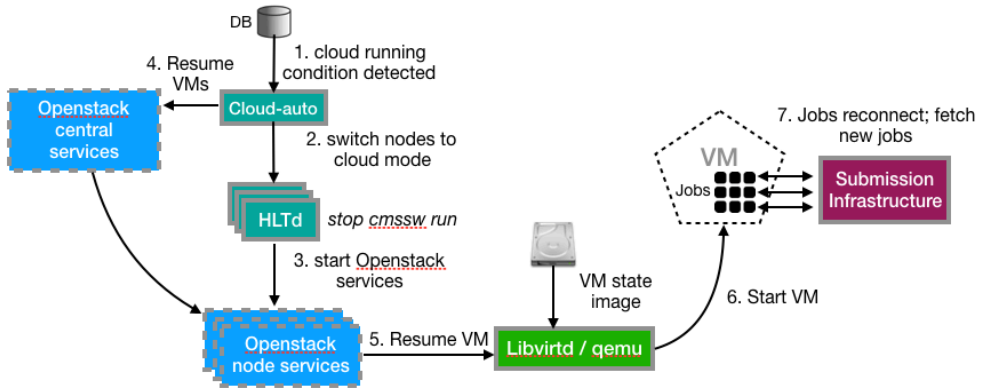 DB
1. cloud running
condition detected
4. Resume
VMs
Openstack
central
services
Cloud-auto
2. switch nodes to
cloud mode
HLTd
stop cmssw run
3. start Openstack
services
Openstack
node services
5. Resume VM
VM state
image
Libvirtd / qemu
6. Start VM
VM
Jobs
7. Jobs reconnect; fetch
new jobs
Submission
Infrastructure